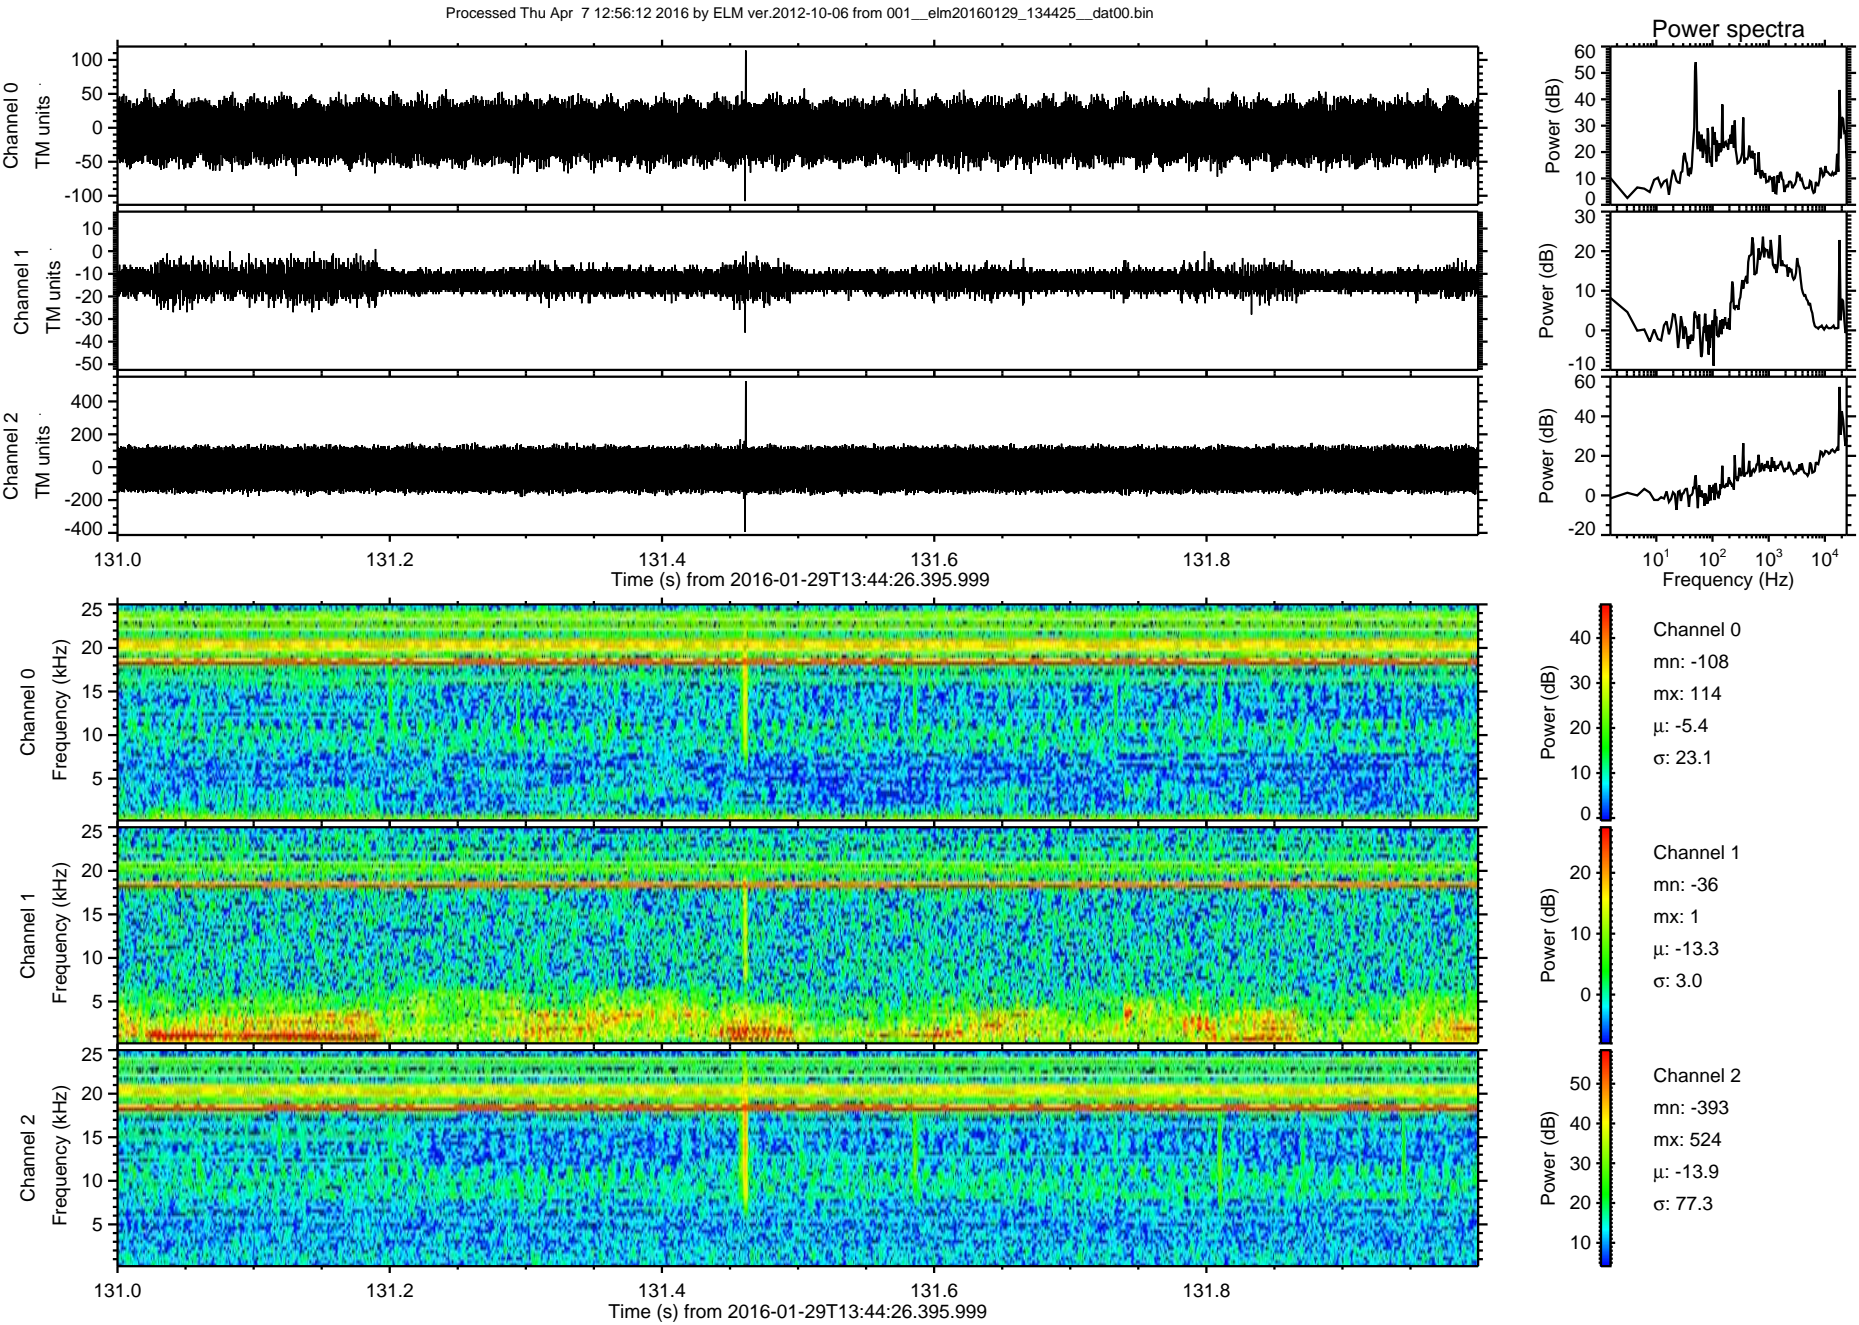 Processed Thu Apr  7 12:56:12 2016 by ELM ver.2012-10-06 from 001__elm20160129_134425__dat00.bin
Power spectra
Channel 0
TM units
100
50
0
-50
-100
Power (dB)
60
50
40
30
20
10
0
Channel 1
TM units
10
0
-10
-20
-30
-40
-50
Power (dB)
30
20
10
0
-10
Channel 2
TM units
400
200
0
-200
-400
Power (dB)
60
40
20
0
-20
131.0 131.2 131.4 131.6 131.8
Time (s) from 2016-01-29T13:44:26.395.999
10¹ 10² 10³ 10⁴
Frequency (Hz)
Channel 0
Frequency (kHz)
25
20
15
10
5
Power (dB)
40
30
20
10
0
Channel 0
mn: -108
mx: 114
μ: -5.4
σ: 23.1
Channel 1
Frequency (kHz)
25
20
15
10
5
Power (dB)
20
10
0
Channel 1
mn: -36
mx: 1
μ: -13.3
σ: 3.0
Channel 2
Frequency (kHz)
25
20
15
10
5
Power (dB)
50
40
30
20
10
Channel 2
mn: -393
mx: 524
μ: -13.9
σ: 77.3
131.0 131.2 131.4 131.6 131.8
Time (s) from 2016-01-29T13:44:26.395.999